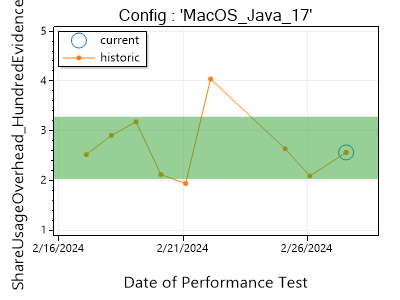 Config : 'MacOS_Java_17'
current
historic
5
4
3
2
1
ShareUsageOverhead_HundredEvidence
2/16/2024
2/21/2024
2/26/2024
Date of Performance Test